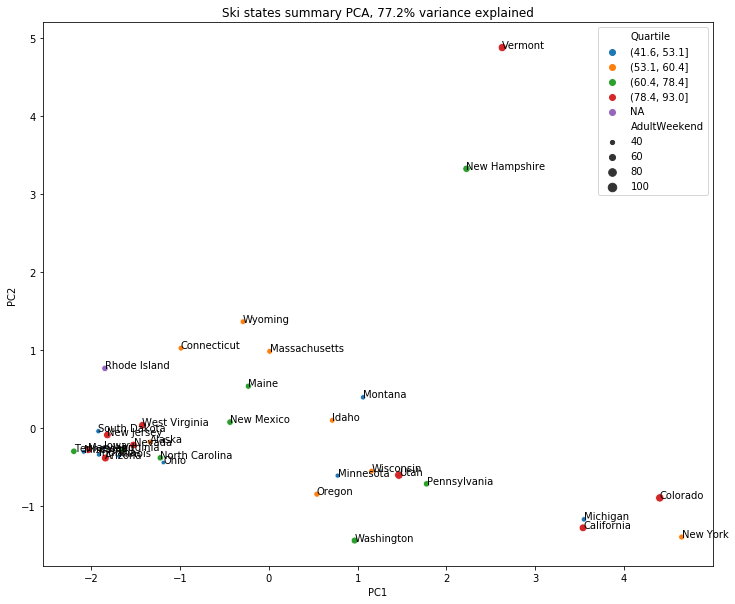 Ski states summary PCA, 77.2% variance explained
5
Vermont
Quartile
(41.6, 53.1]
(53.1, 60.4]
(60.4, 78.4]
(78.4, 93.0]
NA
AdultWeekend
40
60
80
100
4
New Hampshire
3
PC2
2
Wyoming
Connecticut
Massachusetts
1
Rhode Island
Maine
Montana
New Mexico
Idaho
West Virginia
South Dakota
New Jersey
0
Alaska
Nevada
Arizona
North Carolina
Ohio
Wisconsin
Minnesota
Utah
Pennsylvania
Oregon
Colorado
−1
Michigan
California
New York
Washington
−2
−1
0
1
2
3
4
PC1